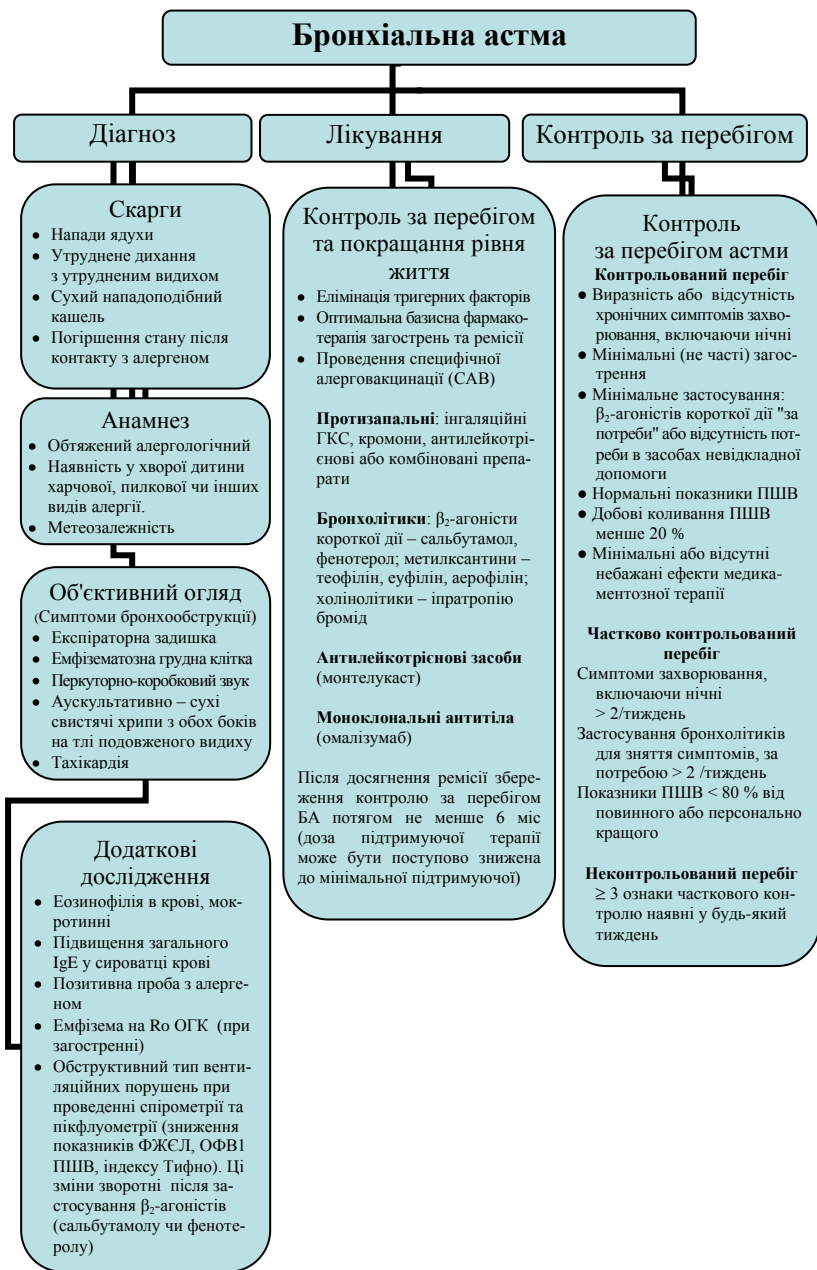 Бронхіальна астма
Діагноз
Скарги
• Напади ядухи
• Утруднене дихання
з утрудненим видихом
• Сухий нападоподібний
кашель
• Погіршення стану після
контакту з алергеном
Анамнез
• Обтяжений алергологічний
• Наявність у хворої дитини
харчової, пилкової чи інших
видів алергії.
• Метеозалежність
Об'єктивний огляд
(Симптоми бронхообструкції)
• Експіраторна задишка
• Емфізематозна грудна клітка
• Перкуторно-коробковий звук
• Аускультативно – сухі
свистячі хрипи з обох боків
на тлі подовженого видиху
• Тахікардія
Додаткові
дослідження
• Еозинофілія в крові, мок-
ротинні
• Підвищення загального
IgE у сироватці крові
• Позитивна проба з алерге-
ном
• Емфізема на Ro ОГК (при
загостренні)
• Обструктивний тип венти-
ляційних порушень при
проведенні спірометрії та
пікфлуометрії (зниження
показників ФЖЄЛ, ОФВ1
ПШВ, індексу Тифно). Ці
зміни зворотні після за-
стосування β₂-агоністів
(сальбутамолу чи феноте-
ролу)
Лікування
Контроль за перебігом
та покращання рівня
життя
• Елімінація тригерних факторів
• Оптимальна базисна фармако-
терапія загострень та ремісії
• Проведення специфічної
алерговакцинації (САВ)
Протизапальні: інгаляційні
ГКС, кромони, антилейкотрі-
єнові або комбіновані препа-
рати
Бронхолітики: β₂-агоністи
короткої дії – сальбутамол,
фенотерол; метилксантини –
теофілін, еуфілін, аерофілін;
холінолітики – іпратропію
бромід
Антилейкотрієнові засоби
(монтелукаст)
Моноклональні антитіла
(омалізумаб)
Після досягнення ремісії збере-
ження контролю за перебігом
БА потягом не менше 6 міс
(доза підтримуючої терапії
може бути поступово знижена
до мінімальної підтримуючої)
Контроль за перебігом
Контроль
за перебігом астми
Контрольований перебіг
● Виразність або відсутність
хронічних симптомів захво-
рювання, включаючи нічні
● Мінімальні (не часті) загос-
трення
● Мінімальне застосування:
β₂-агоністів короткої дії "за
потреби" або відсутність пот-
реби в засобах невідкладної
допомоги
● Нормальні показники ПШВ
● Добові коливання ПШВ
менше 20 %
● Мінімальні або відсутні
небажані ефекти медика-
ментозної терапії
Частково контрольований
перебіг
Симптоми захворювання,
включаючи нічні
> 2/тиждень
Застосування бронхолітиків
для зняття симптомів, за
потребою > 2 /тиждень
Показники ПШВ < 80 % від
повинного або персонально
кращого
Неконтрольований перебіг
≥ 3 ознаки часткового конт-
ролю наявні у будь-який
тиждень